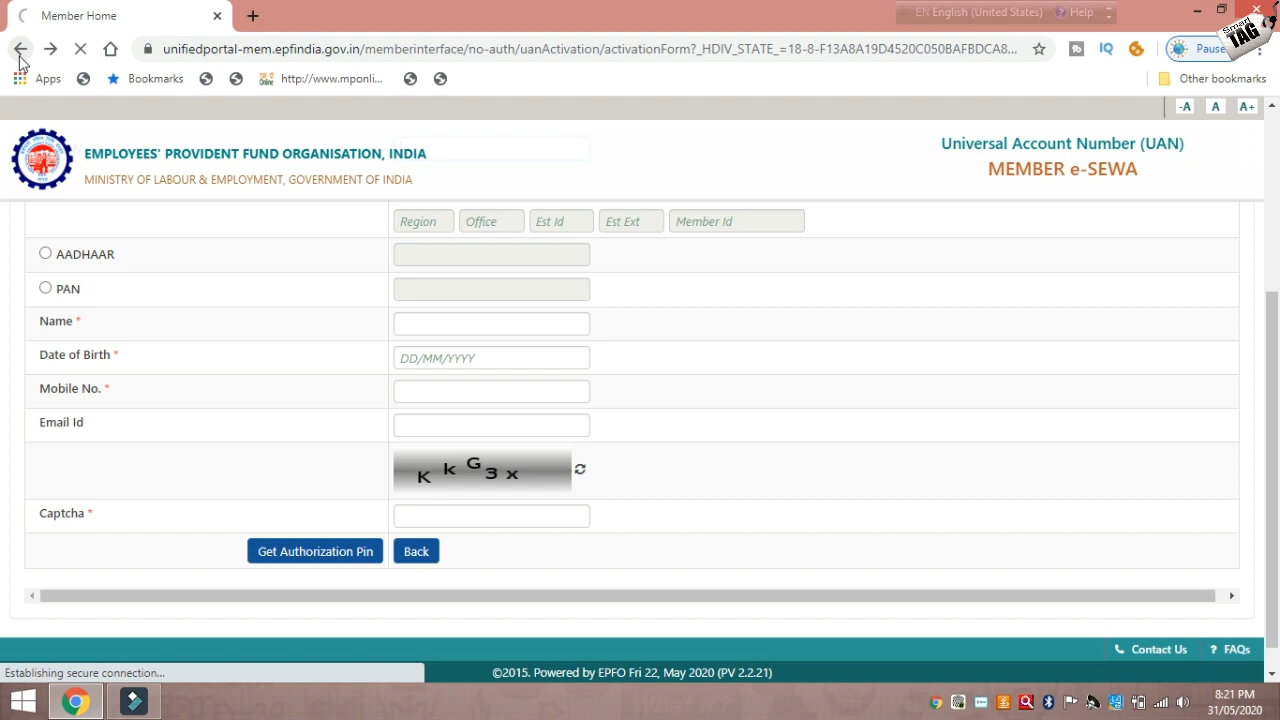 Member Home
EN English (United States) Help
Smart
TAG
unifiedportal-mem.epfindia.gov.in/memberinterface/no-auth/uanActivation/activationForm?_HDIV_STATE_=18-8-F13A8A19D4520C050BAFBDCA8...
IQ
Pause
Apps
Bookmarks
http://www.mponli...
Other bookmarks
-A A A+
EMPLOYEES' PROVIDENT FUND ORGANISATION, INDIA
MINISTRY OF LABOUR & EMPLOYMENT, GOVERNMENT OF INDIA
Universal Account Number (UAN)
MEMBER e-SEWA
Region Office Est Id Est Ext Member Id
AADHAAR
PAN
Name *
Date of Birth * DD/MM/YYYY
Mobile No. *
Email Id
K k G 3 x
Captcha *
Get Authorization Pin Back
Contact Us ? FAQs
Establishing secure connection...
©2015. Powered by EPFO Fri 22, May 2020 (PV 2.2.21)
8:21 PM
31/05/2020